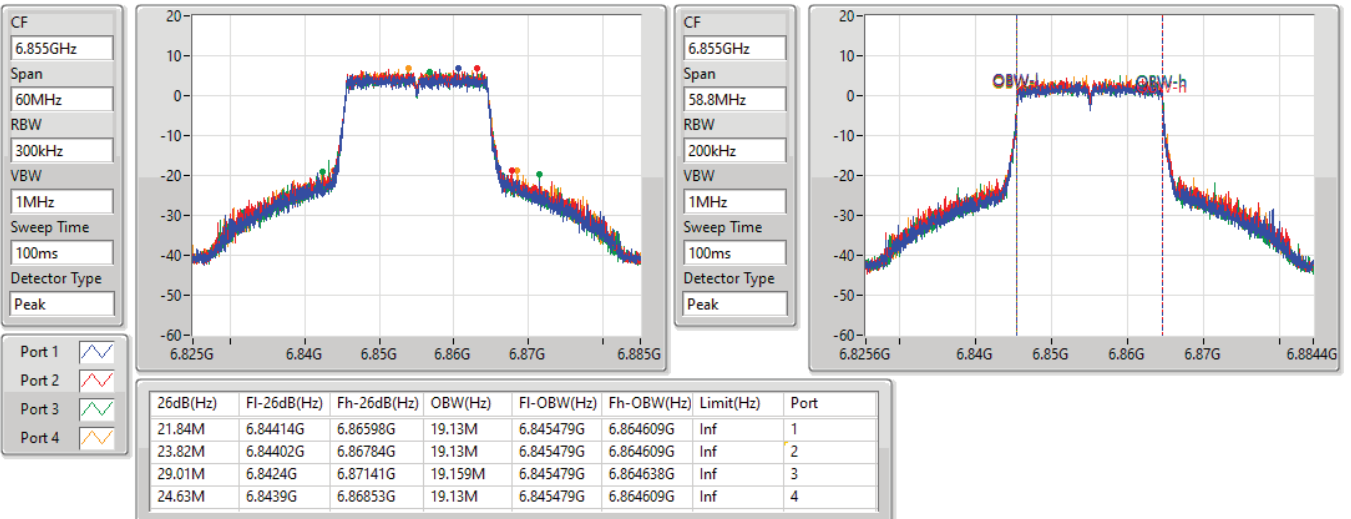 CF
6.855GHz
Span
60MHz
RBW
300kHz
VBW
1MHz
Sweep Time
100ms
Detector Type
Peak
20
10
0
-10
-20
-30
-40
-50
-60
6.825G 6.84G 6.85G 6.86G 6.87G 6.885G
CF
6.855GHz
Span
58.8MHz
RBW
200kHz
VBW
1MHz
Sweep Time
100ms
Detector Type
Peak
20
10
0
-10
-20
-30
-40
-50
-60
OBW-l OBW-h
6.8256G 6.84G 6.85G 6.86G 6.87G 6.8844G
Port 1
Port 2
Port 3
Port 4
26dB(Hz) Fl-26dB(Hz) Fh-26dB(Hz) OBW(Hz) Fl-OBW(Hz) Fh-OBW(Hz) Limit(Hz) Port
21.84M 6.84414G 6.86598G 19.13M 6.845479G 6.864609G Inf 1
23.82M 6.84402G 6.86784G 19.13M 6.845479G 6.864609G Inf 2
29.01M 6.8424G 6.87141G 19.159M 6.845479G 6.864638G Inf 3
24.63M 6.8439G 6.86853G 19.13M 6.845479G 6.864609G Inf 4